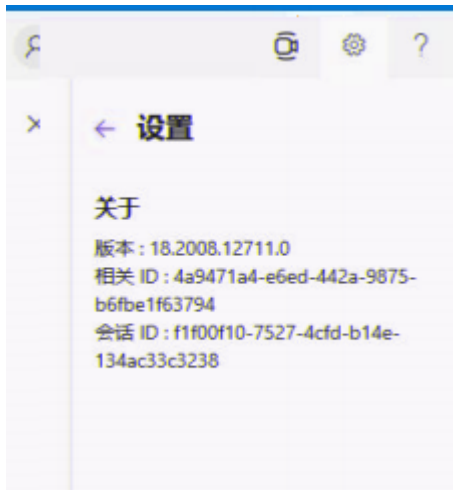 设置
关于
版本 : 18.2008.12711.0
相关 ID : 4a9471a4-e6ed-442a-9875-
b6fbe1f63794
会话 ID : f1f00f10-7527-4cfd-b14e-
134ac33c3238